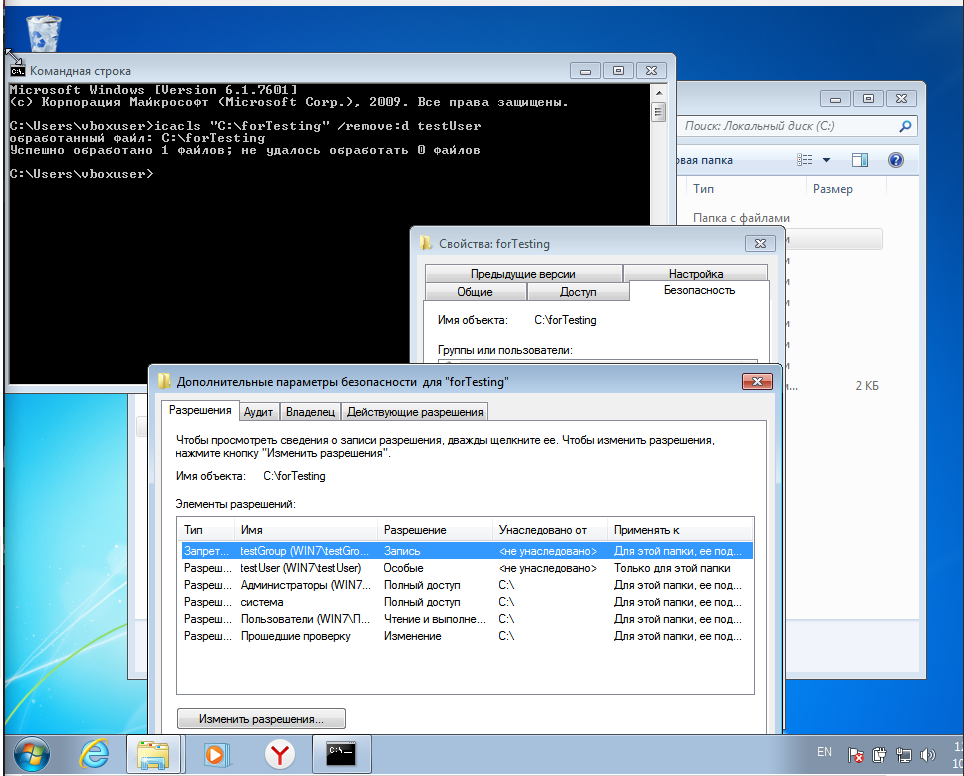 Командная строка
Microsoft Windows [Version 6.1.7601]
(c) Корпорация Майкрософт (Microsoft Corp.), 2009. Все права защищены.
C:\Users\vboxuser>icacls "C:\forTesting" /remove:d testUser
обработанный файл: C:\forTesting
Успешно обработано 1 файлов; не удалось обработать 0 файлов
C:\Users\vboxuser>
Поиск: Локальный диск (C:)
овая папка
Тип Размер
Папка с файлами
2 КБ
Свойства: forTesting
Предыдущие версии Настройка
Общие Доступ Безопасность
Имя объекта: C:\forTesting
Группы или пользователи:
Дополнительные параметры безопасности для "forTesting"
Разрешения Аудит Владелец Действующие разрешения
Чтобы просмотреть сведения о записи разрешения, дважды щелкните ее. Чтобы изменить разрешения,
нажмите кнопку "Изменить разрешения".
Имя объекта: C:\forTesting
Элементы разрешений:
Тип Имя Разрешение Унаследовано от Применять к
Запрет... testGroup (WIN7\testGro... Запись <не унаследовано> Для этой папки, ее под...
Разреш... testUser (WIN7\testUser) Особые <не унаследовано> Только для этой папки
Разреш... Администраторы (WIN7... Полный доступ C:\ Для этой папки, ее под...
Разреш... система Полный доступ C:\ Для этой папки, ее под...
Разреш... Пользователи (WIN7\П... Чтение и выполне... C:\ Для этой папки, ее под...
Разреш... Прошедшие проверку Изменение C:\ Для этой папки, ее под...
Изменить разрешения...
EN